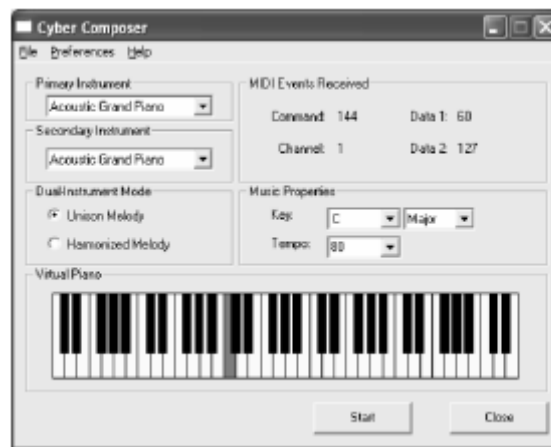 Cyber Composer
File Preferences Help
Primary Instrument
Acoustic Grand Piano
Secondary Instrument
Acoustic Grand Piano
Dual-Instrument Mode
Unison Melody
Harmonized Melody
MIDI Events Received
Command: 144 Data 1: 60
Channel: 1 Data 2: 127
Music Properties
Key: C Major
Tempo: 80
Virtual Piano
Start Close